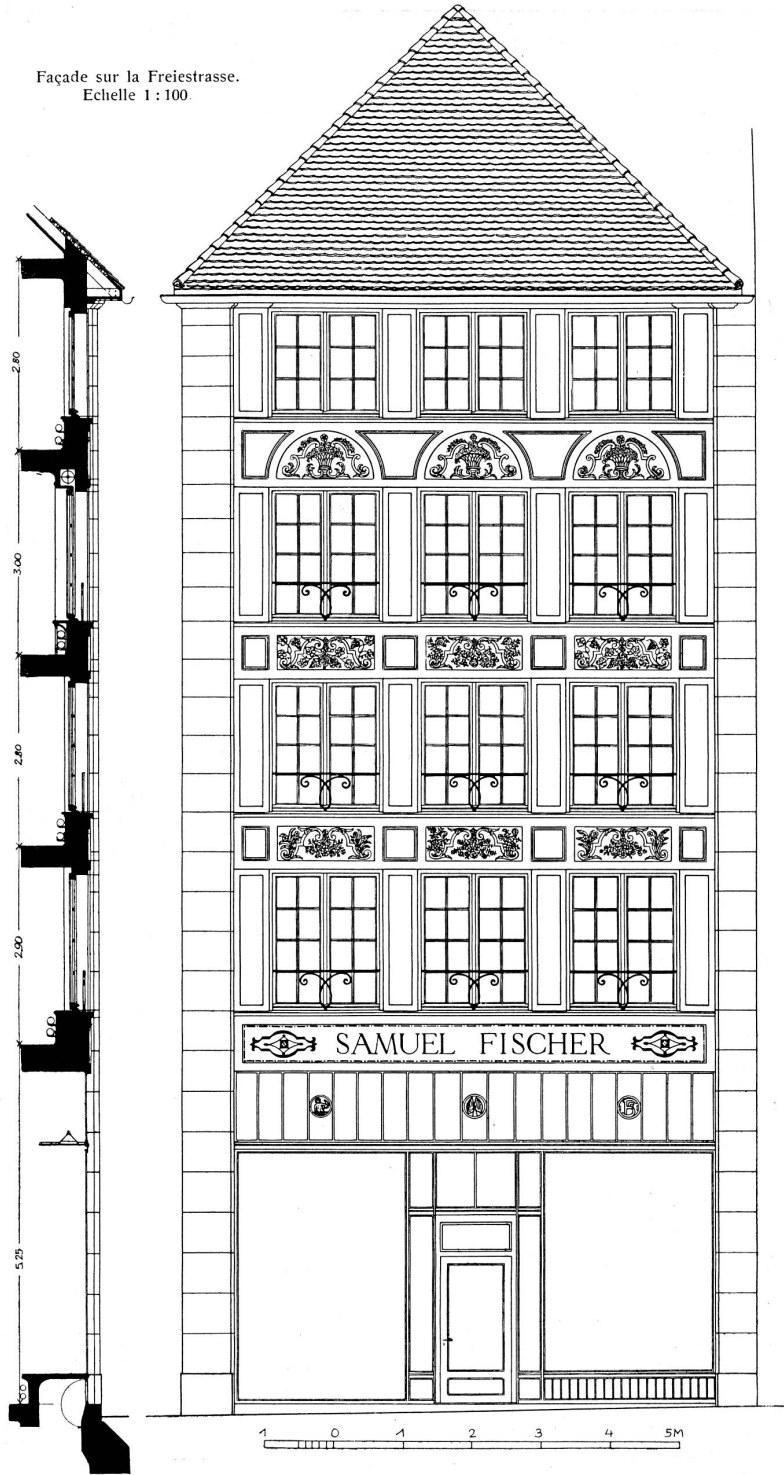 Façade sur la Freiestrasse.
Echelle 1 : 100.
2.80
3.00
2.80
2.90
5.25
SAMUEL FISCHER
1 0 1 2 3 4 5M